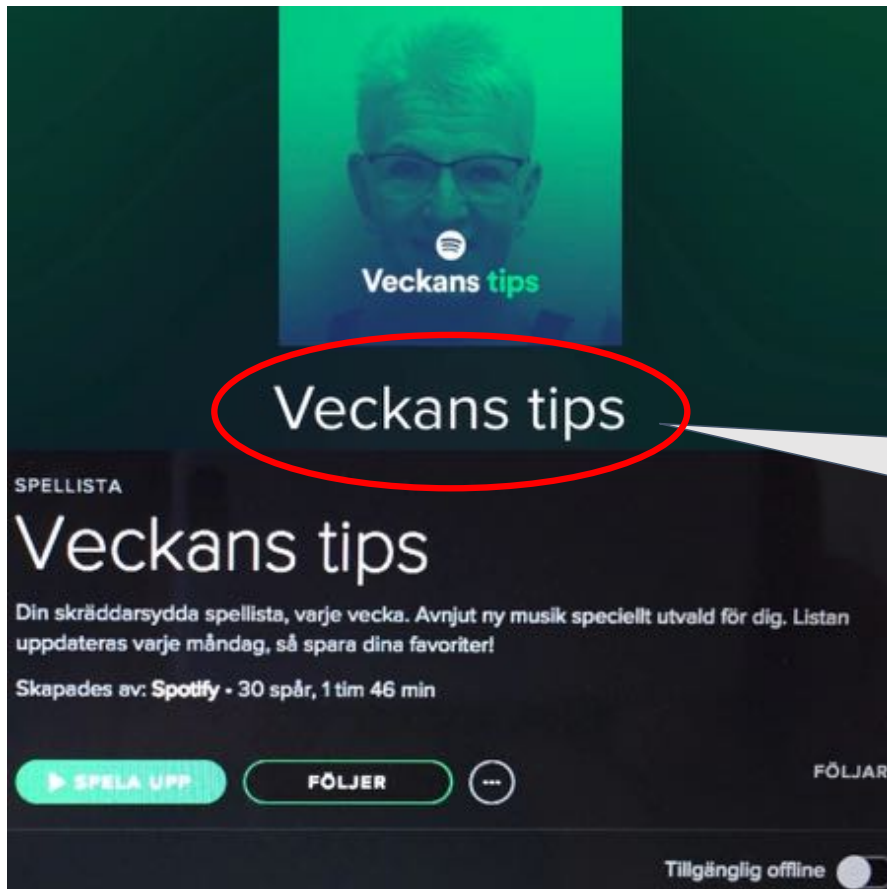 Veckans tips
Veckans tips
SPELLISTA
Veckans tips
Din skräddarsydda spellista, varje vecka. Avnjut ny musik speciellt utvald för dig. Listan
uppdateras varje måndag, så spara dina favoriter!
Skapades av: Spotify • 30 spår, 1 tim 46 min
SPELA UPP
FÖLJER
FÖLJAR
Tillgänglig offline